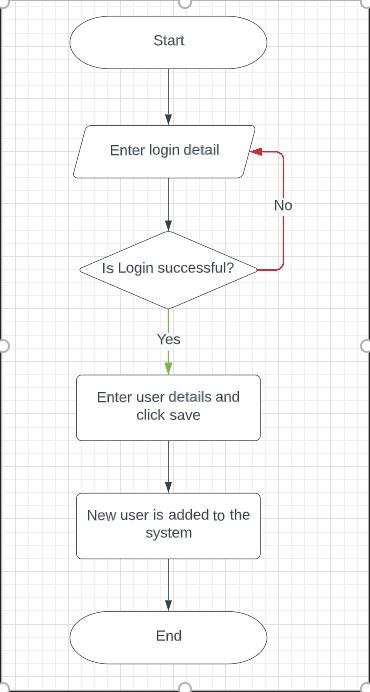 Start
Enter login detail
Is Login successful?
No
Yes
Enter user details and
click save
New user is added to the
system
End